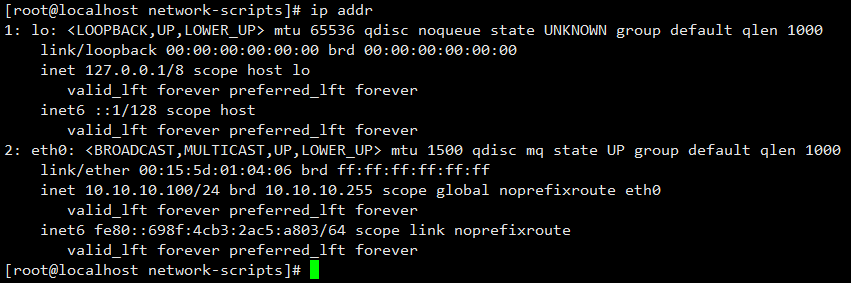 [root@localhost network-scripts]# ip addr
1: lo: <LOOPBACK,UP,LOWER_UP> mtu 65536 qdisc noqueue state UNKNOWN group default qlen 1000
    link/loopback 00:00:00:00:00:00 brd 00:00:00:00:00:00
    inet 127.0.0.1/8 scope host lo
       valid_lft forever preferred_lft forever
    inet6 ::1/128 scope host
       valid_lft forever preferred_lft forever
2: eth0: <BROADCAST,MULTICAST,UP,LOWER_UP> mtu 1500 qdisc mq state UP group default qlen 1000
    link/ether 00:15:5d:01:04:06 brd ff:ff:ff:ff:ff:ff
    inet 10.10.10.100/24 brd 10.10.10.255 scope global noprefixroute eth0
       valid_lft forever preferred_lft forever
    inet6 fe80::698f:4cb3:2ac5:a803/64 scope link noprefixroute
       valid_lft forever preferred_lft forever
[root@localhost network-scripts]#